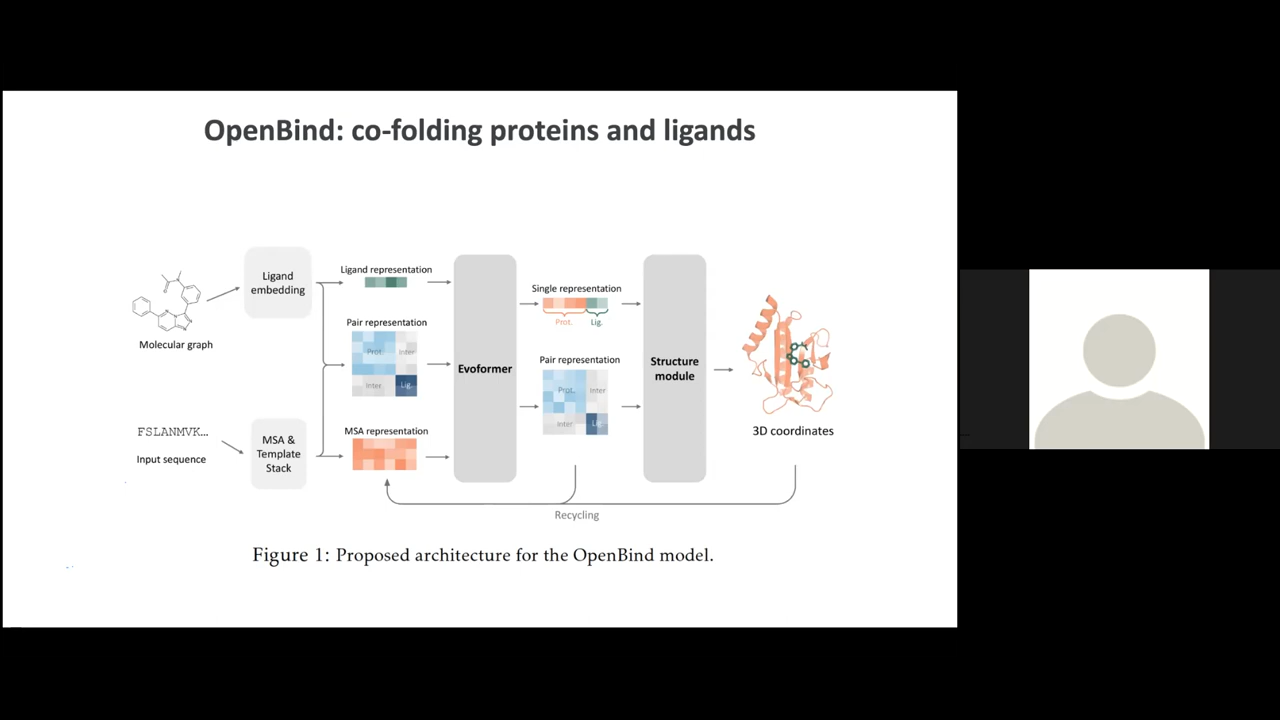 OpenBind: co-folding proteins and ligands
Molecular graph
Ligand
embedding
FSLANMVK...
Input sequence
MSA &
Template
Stack
Ligand representation
Pair representation
Prot.
Inter
Inter
Lig.
MSA representation
Evoformer
Single representation
Prot.
Lig.
Pair representation
Prot.
Inter
Inter
Lig.
Structure
module
3D coordinates
Recycling
Figure 1: Proposed architecture for the OpenBind model.